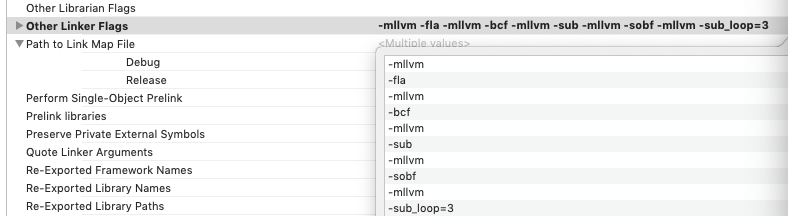 Other Librarian Flags
Other Linker Flags -mllvm -fla -mllvm -bcf -mllvm -sub -mllvm -sobf -mllvm -sub_loop=3
Path to Link Map File <Multiple values>
Debug
Release
Perform Single-Object Prelink
Prelink libraries
Preserve Private External Symbols
Quote Linker Arguments
Re-Exported Framework Names
Re-Exported Library Names
Re-Exported Library Paths
-mllvm
-fla
-mllvm
-bcf
-mllvm
-sub
-mllvm
-sobf
-mllvm
-sub_loop=3